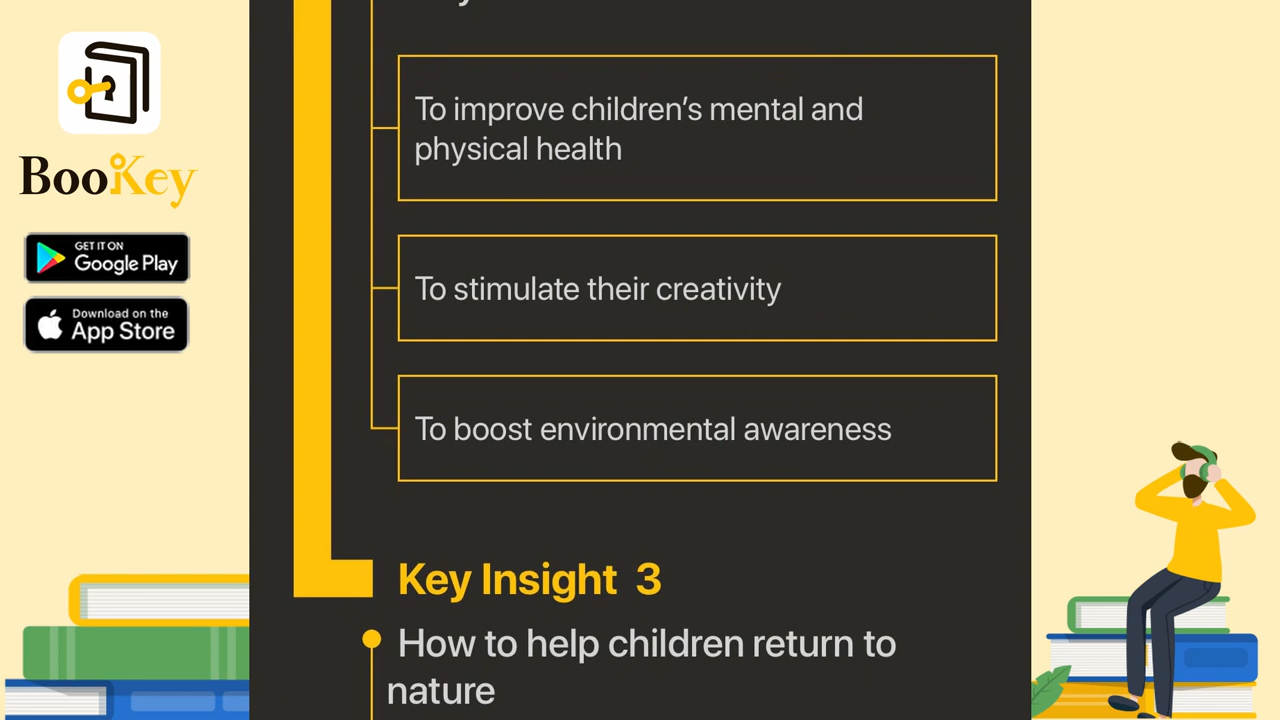 BooKey
GET IT ON
Google Play
Download on the
App Store
To improve children’s mental and
physical health
To stimulate their creativity
To boost environmental awareness
Key Insight 3
How to help children return to
nature